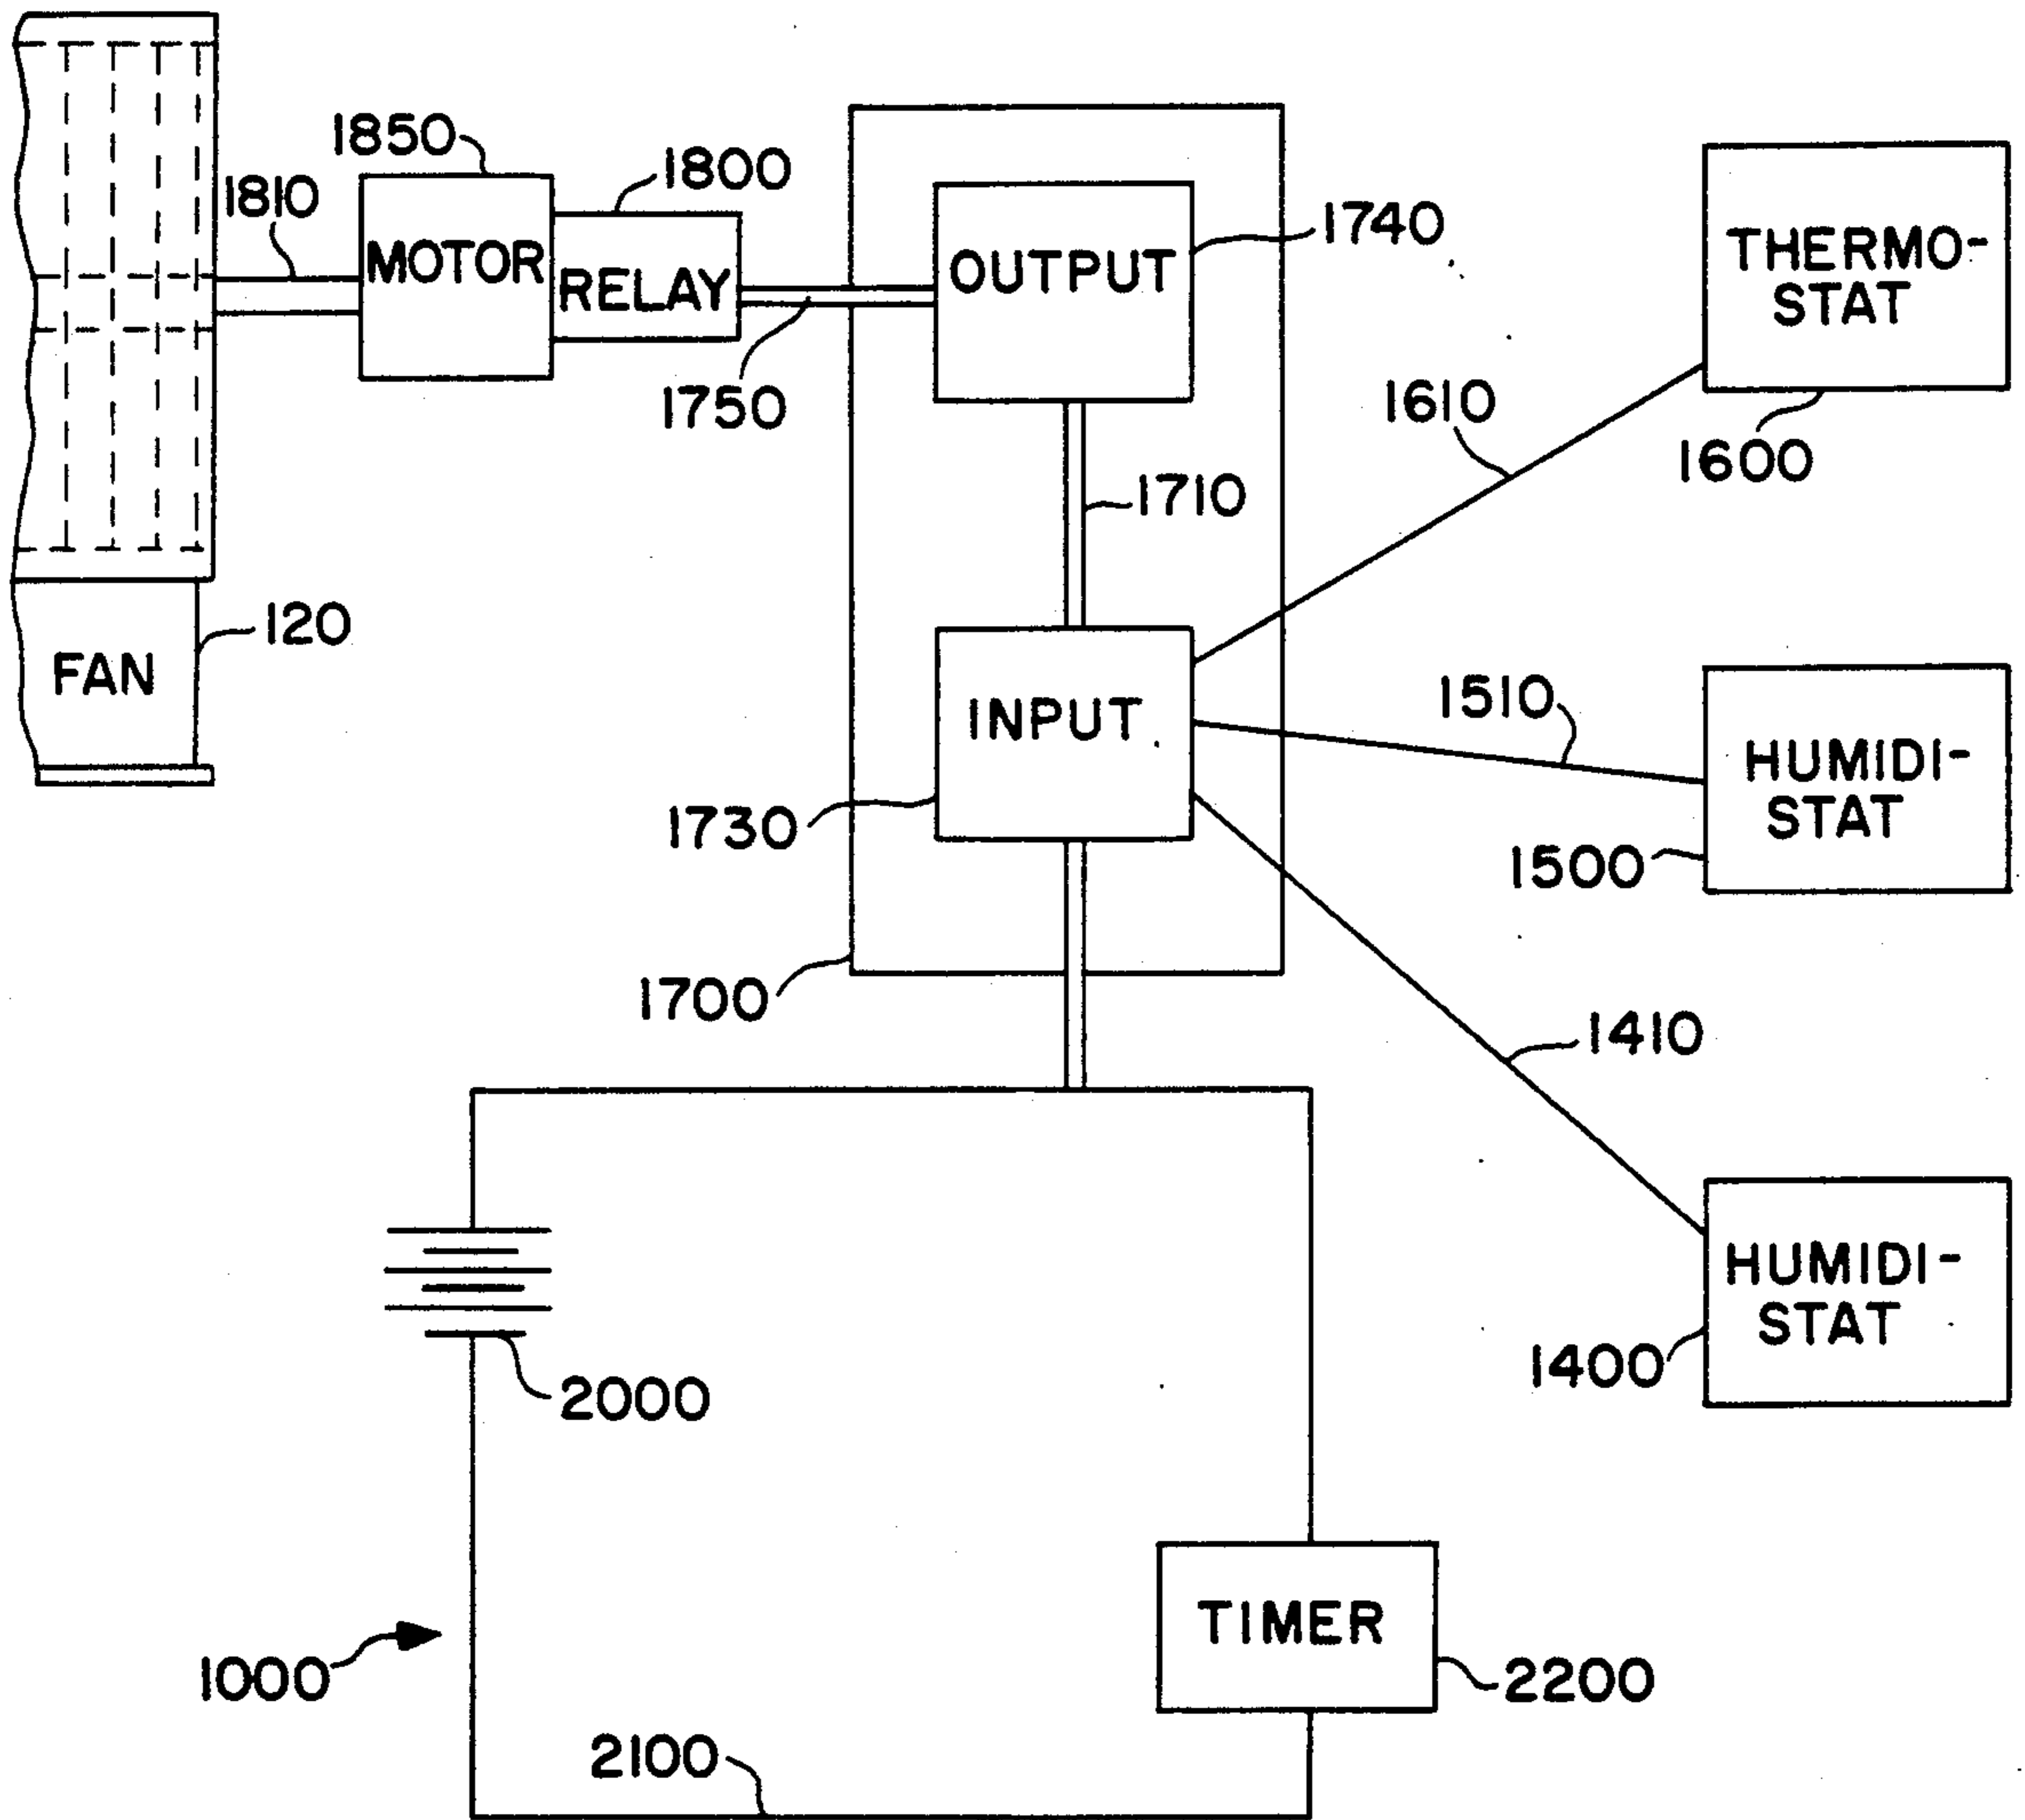 1850
1800
1810
MOTOR
RELAY
1750
OUTPUT
1740
THERMO-
STAT
1600
1610
1710
120
FAN
INPUT
1730
1510
HUMIDI-
STAT
1500
1700
1410
HUMIDI-
STAT
1400
2000
1000
TIMER
2200
2100